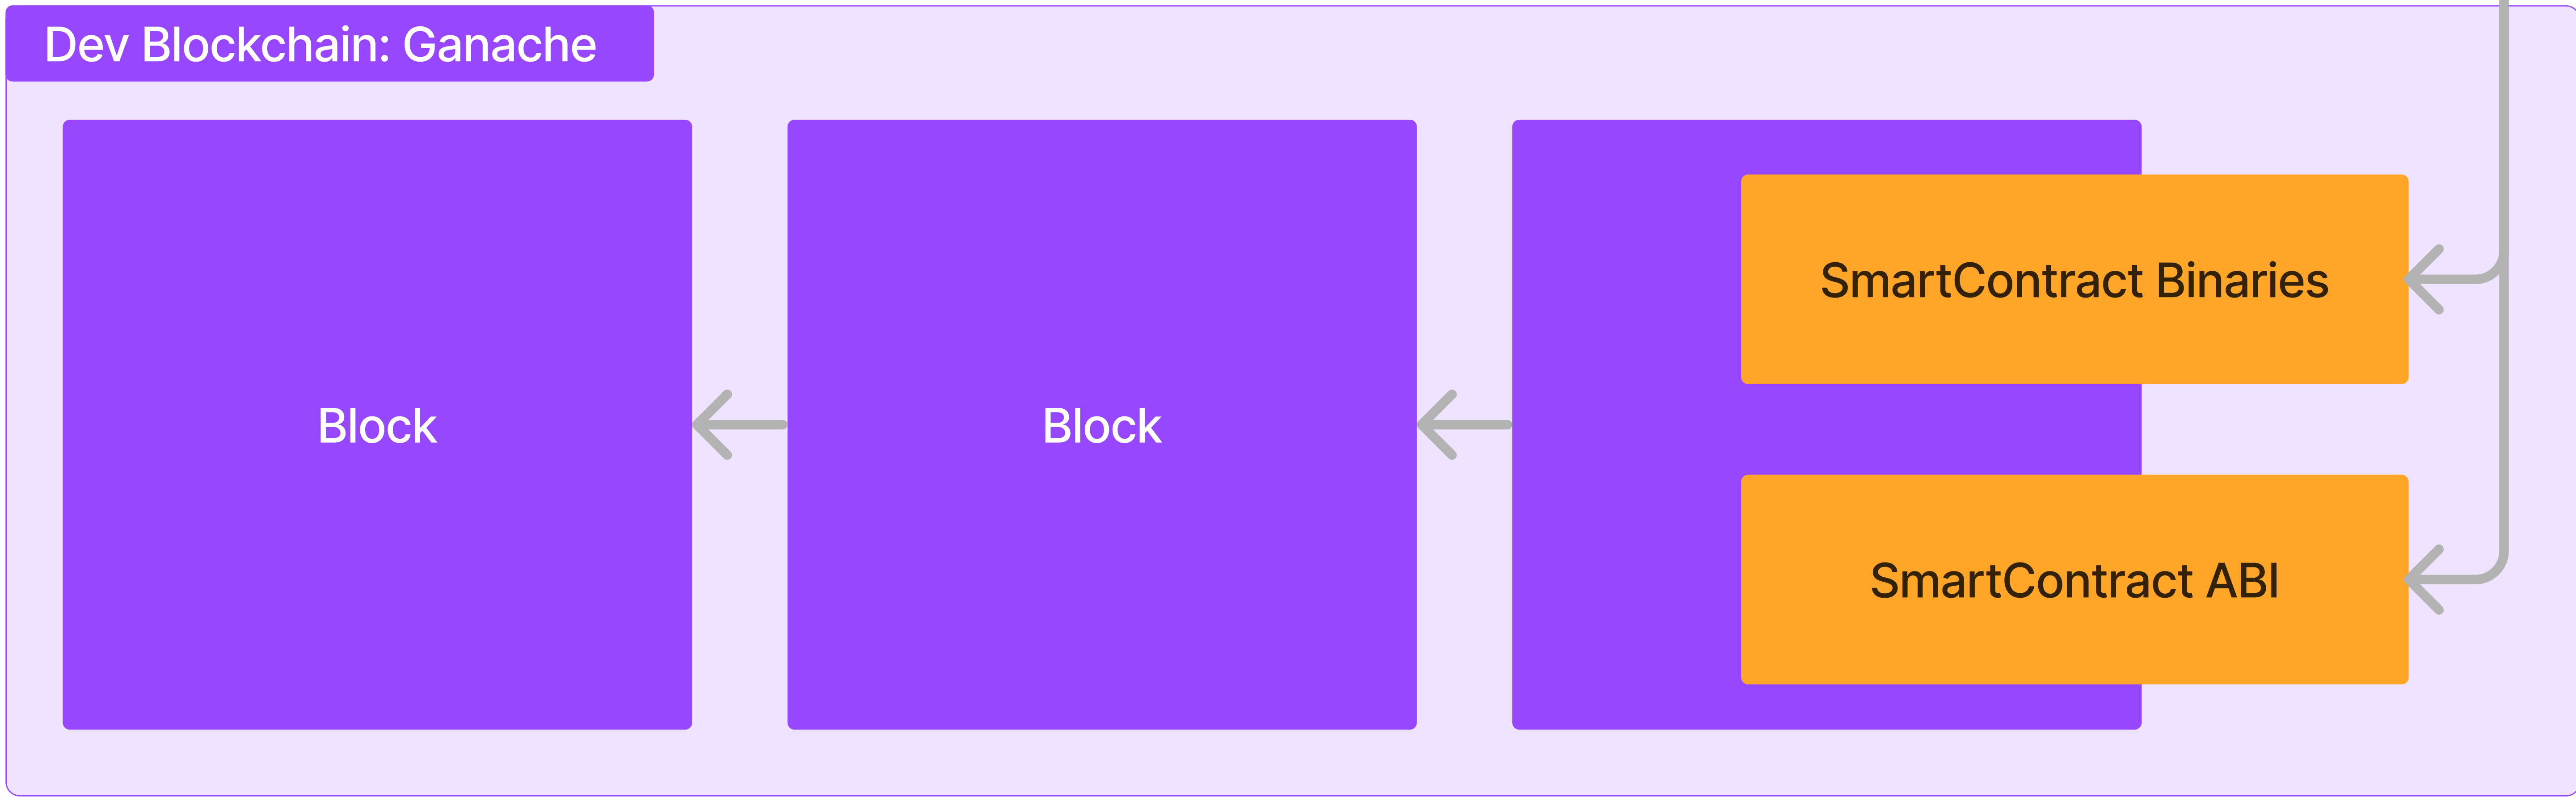 Dev Blockchain: Ganache
Block
Block
SmartContract Binaries
SmartContract ABI